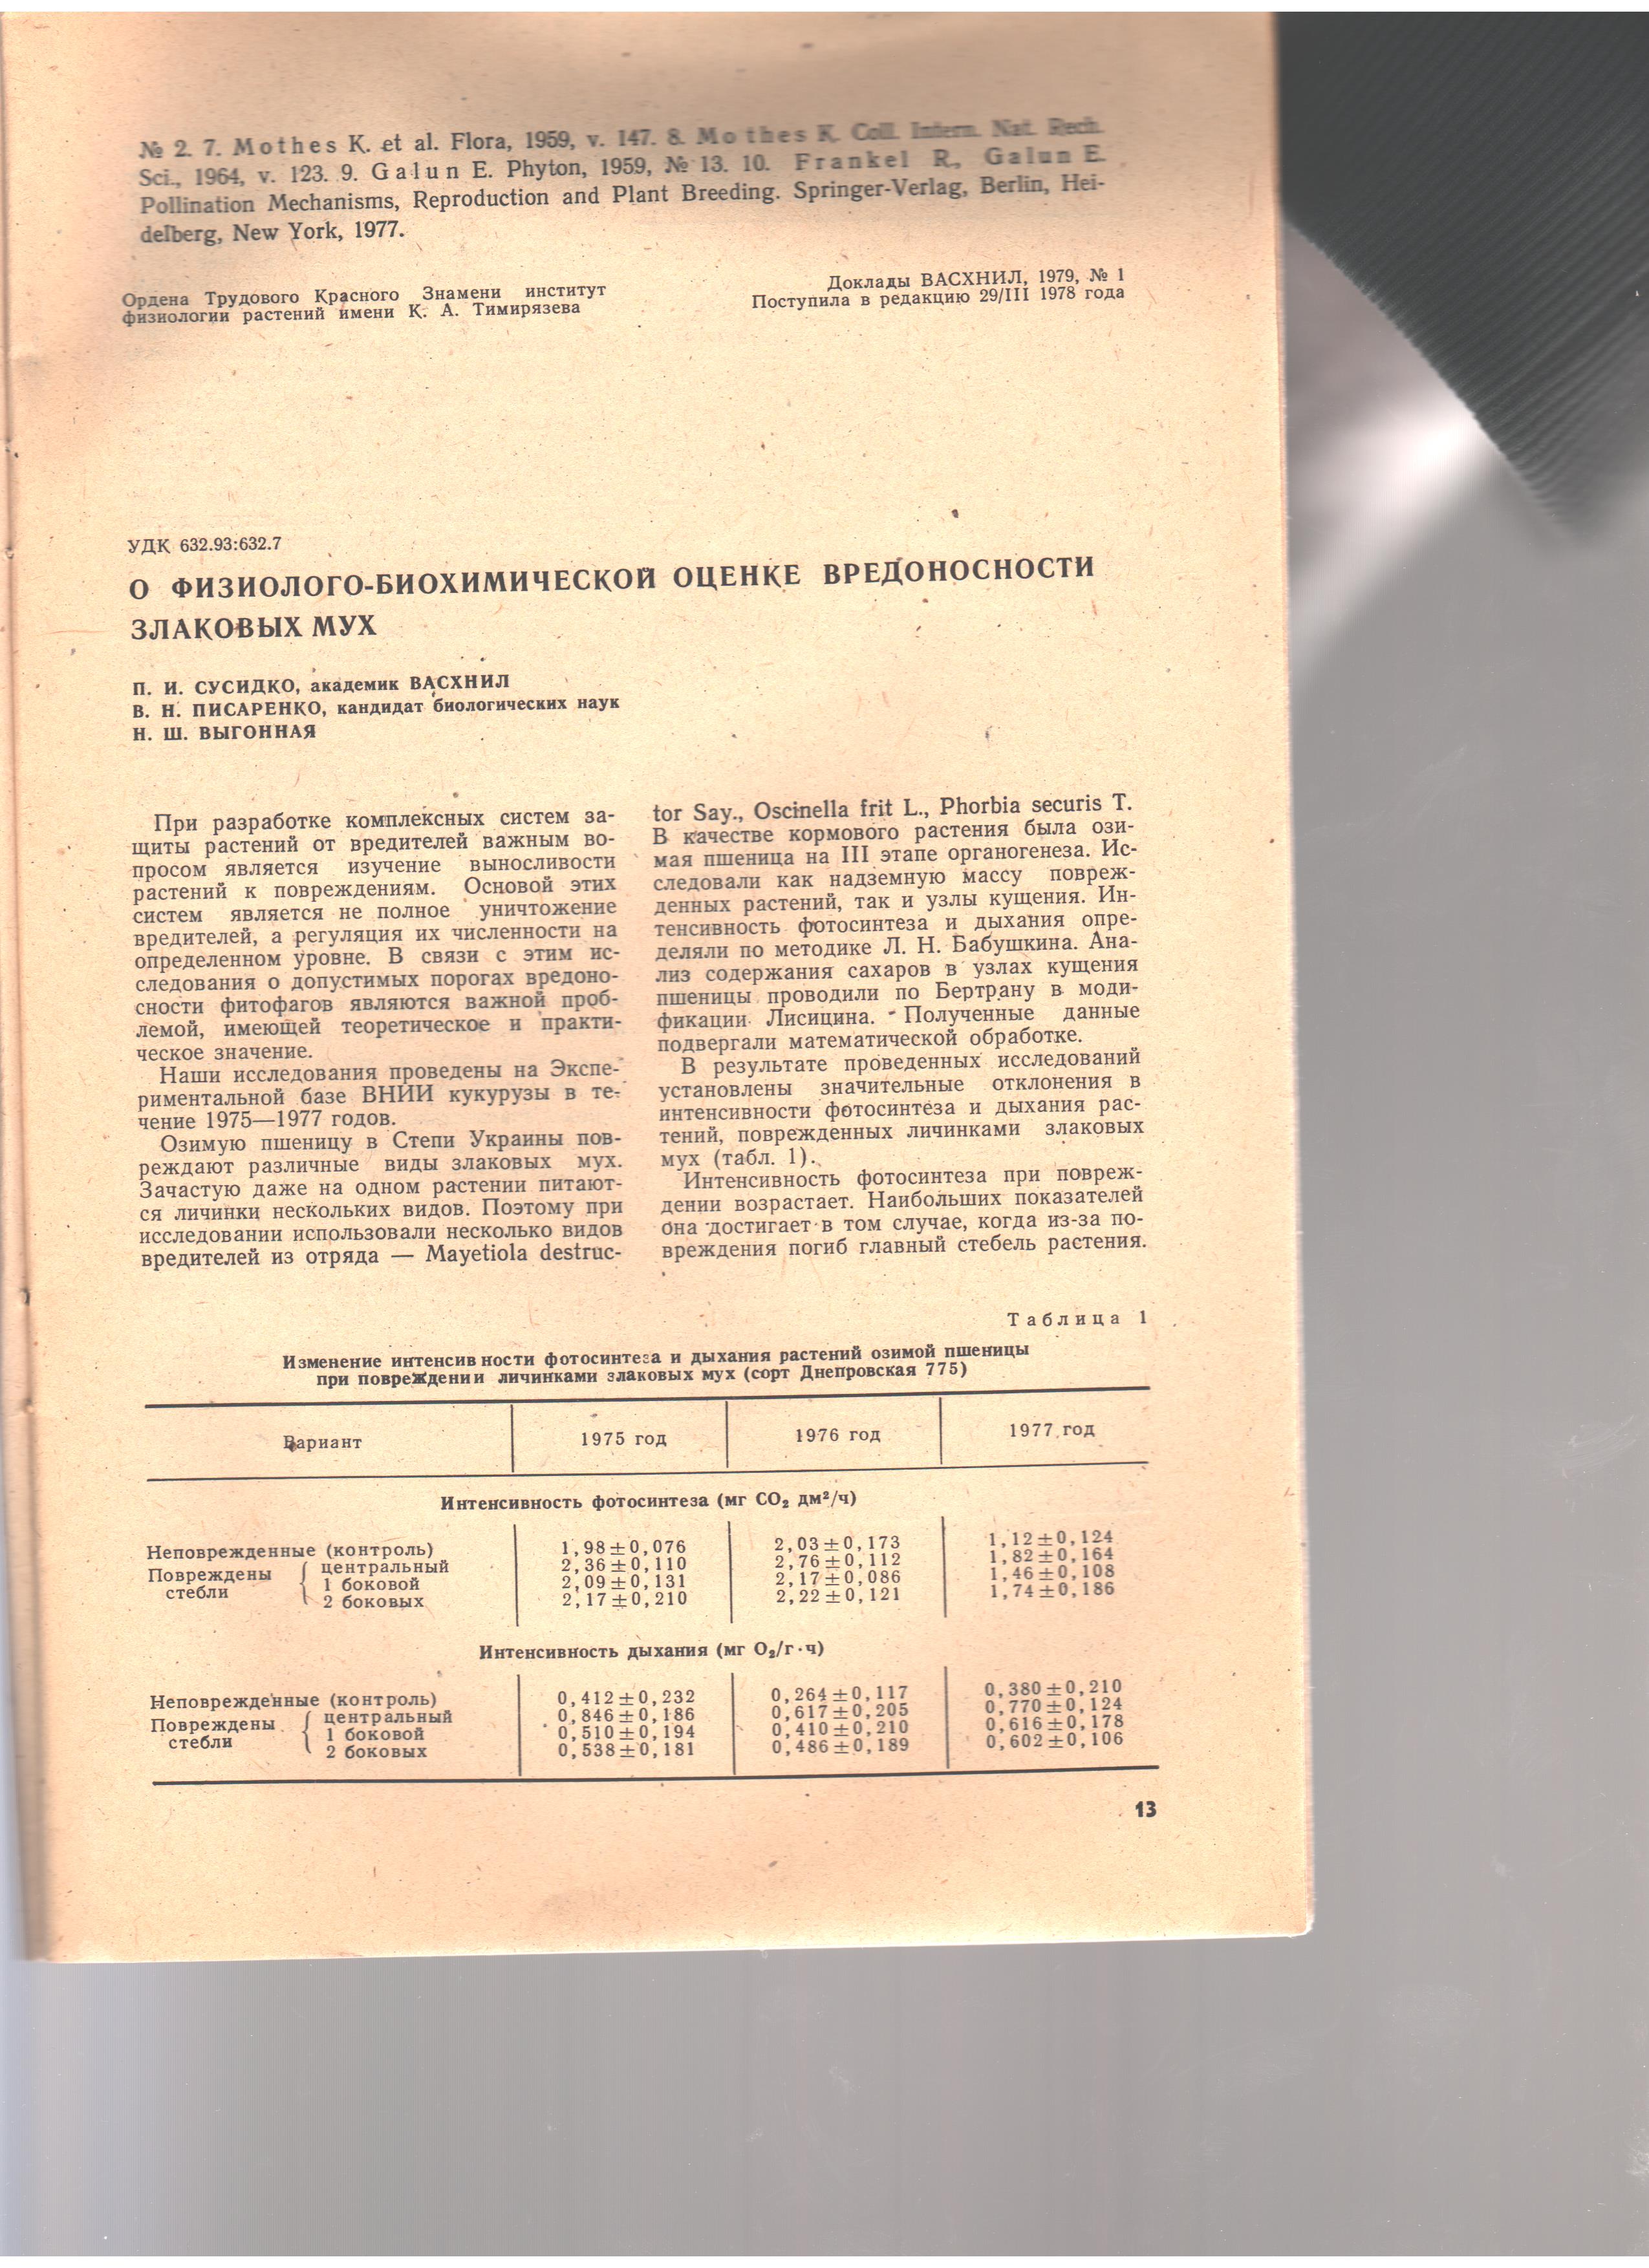 № 2. 7. Mothes K. et al. Flora, 1959, v. 147. 8. Mothes K. Coll. Intern. Nat. Rech.
Sci., 1964, v. 123. 9. Galun E. Phyton, 1959, № 13. 10. Frankel R., Galun E.
Pollination Mechanisms, Reproduction and Plant Breeding. Springer-Verlag, Berlin, Hei-
delberg, New York, 1977.
Ордена Трудового Красного Знамени институт
физиологии растений имени К. А. Тимирязева
Доклады ВАСХНИЛ, 1979, № 1
Поступила в редакцию 29/III 1978 года
УДК 632.93:632.7
О ФИЗИОЛОГО-БИОХИМИЧЕСКОЙ ОЦЕНКЕ ВРЕДОНОСНОСТИ
ЗЛАКОВЫХ МУХ
П. И. СУСИДКО, академик ВАСХНИЛ
В. Н. ПИСАРЕНКО, кандидат биологических наук
Н. Ш. ВЫГОННАЯ
При разработке комплексных систем за-
щиты растений от вредителей важным во-
просом является изучение выносливости
растений к повреждениям. Основой этих
систем является не полное уничтожение
вредителей, а регуляция их численности на
определенном уровне. В связи с этим ис-
следования о допустимых порогах вредоно-
сности фитофагов являются важной проб-
лемой, имеющей теоретическое и практи-
ческое значение.
Наши исследования проведены на Экспе-
риментальной базе ВНИИ кукурузы в те-
чение 1975—1977 годов.
Озимую пшеницу в Степи Украины пов-
реждают различные виды злаковых мух.
Зачастую даже на одном растении питают-
ся личинки нескольких видов. Поэтому при
исследовании использовали несколько видов
вредителей из отряда — Mayetiola destruc-
tor Say., Oscinella frit L., Phorbia securis T.
В качестве кормового растения была ози-
мая пшеница на III этапе органогенеза. Ис-
следовали как надземную массу повреж-
денных растений, так и узлы кущения. Ин-
тенсивность фотосинтеза и дыхания опре-
деляли по методике Л. Н. Бабушкина. Ана-
лиз содержания сахаров в узлах кущения
пшеницы проводили по Бертрану в моди-
фикации Лисицина. Полученные данные
подвергали математической обработке.
В результате проведенных исследований
установлены значительные отклонения в
интенсивности фотосинтеза и дыхания рас-
тений, поврежденных личинками злаковых
мух (табл. 1).
Интенсивность фотосинтеза при повреж-
дении возрастает. Наибольших показателей
она достигает в том случае, когда из-за по-
вреждения погиб главный стебель растения.
Таблица 1
Изменение интенсивности фотосинтеза и дыхания растений озимой пшеницы
при повреждении личинками злаковых мух (сорт Днепровская 775)
Вариант 1975 год 1976 год 1977 год
Интенсивность фотосинтеза (мг CO₂ дм²/ч)
Неповрежденные (контроль) 1,98±0,076 2,03±0,173 1,12±0,124
Повреждены стебли { центральный 2,36±0,110 2,76±0,112 1,82±0,164
1 боковой 2,09±0,131 2,17±0,086 1,46±0,108
2 боковых 2,17±0,210 2,22±0,121 1,74±0,186
Интенсивность дыхания (мг O₂/г·ч)
Неповрежденные (контроль) 0,412±0,232 0,264±0,117 0,380±0,210
Повреждены стебли { центральный 0,846±0,186 0,617±0,205 0,770±0,124
1 боковой 0,510±0,194 0,410±0,210 0,616±0,178
2 боковых 0,538±0,181 0,486±0,189 0,602±0,106
13